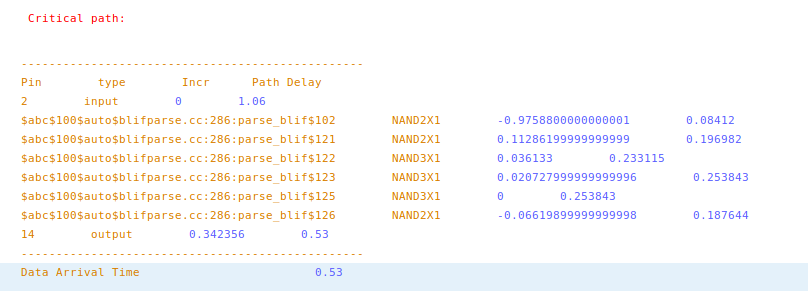 Critical path:
-------------------------------------------------
Pin        type        Incr      Path Delay
2        input        0        1.06
$abc$100$auto$blifparse.cc:286:parse_blif$102        NAND2X1        -0.9758800000000001        0.08412
$abc$100$auto$blifparse.cc:286:parse_blif$121        NAND2X1        0.11286199999999999        0.196982
$abc$100$auto$blifparse.cc:286:parse_blif$122        NAND3X1        0.036133        0.233115
$abc$100$auto$blifparse.cc:286:parse_blif$123        NAND3X1        0.020727999999999996        0.253843
$abc$100$auto$blifparse.cc:286:parse_blif$125        NAND3X1        0        0.253843
$abc$100$auto$blifparse.cc:286:parse_blif$126        NAND2X1        -0.06619899999999998        0.187644
14        output        0.342356        0.53
-------------------------------------------------
Data Arrival Time                         0.53